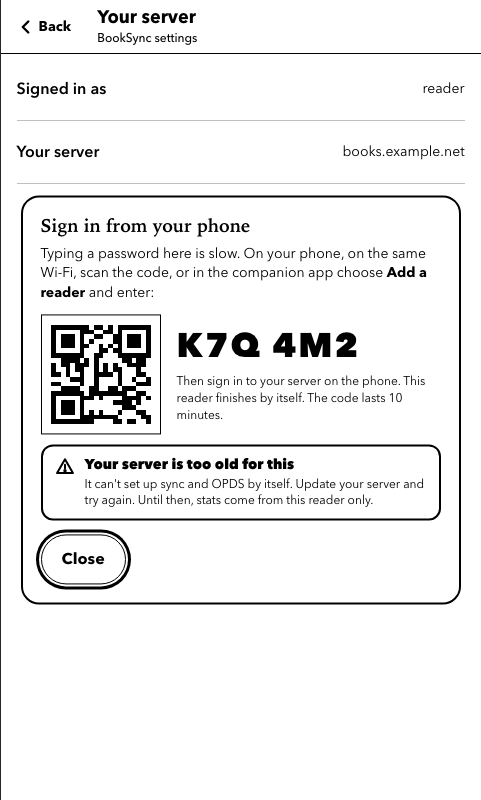 Back
Your server
BookSync settings
Signed in as
reader
Your server
books.example.net
Sign in from your phone
Typing a password here is slow. On your phone, on the same
Wi-Fi, scan the code, or in the companion app choose Add a
reader and enter:
K7Q 4M2
Then sign in to your server on the phone. This
reader finishes by itself. The code lasts 10
minutes.
Your server is too old for this
It can't set up sync and OPDS by itself. Update your server and
try again. Until then, stats come from this reader only.
Close